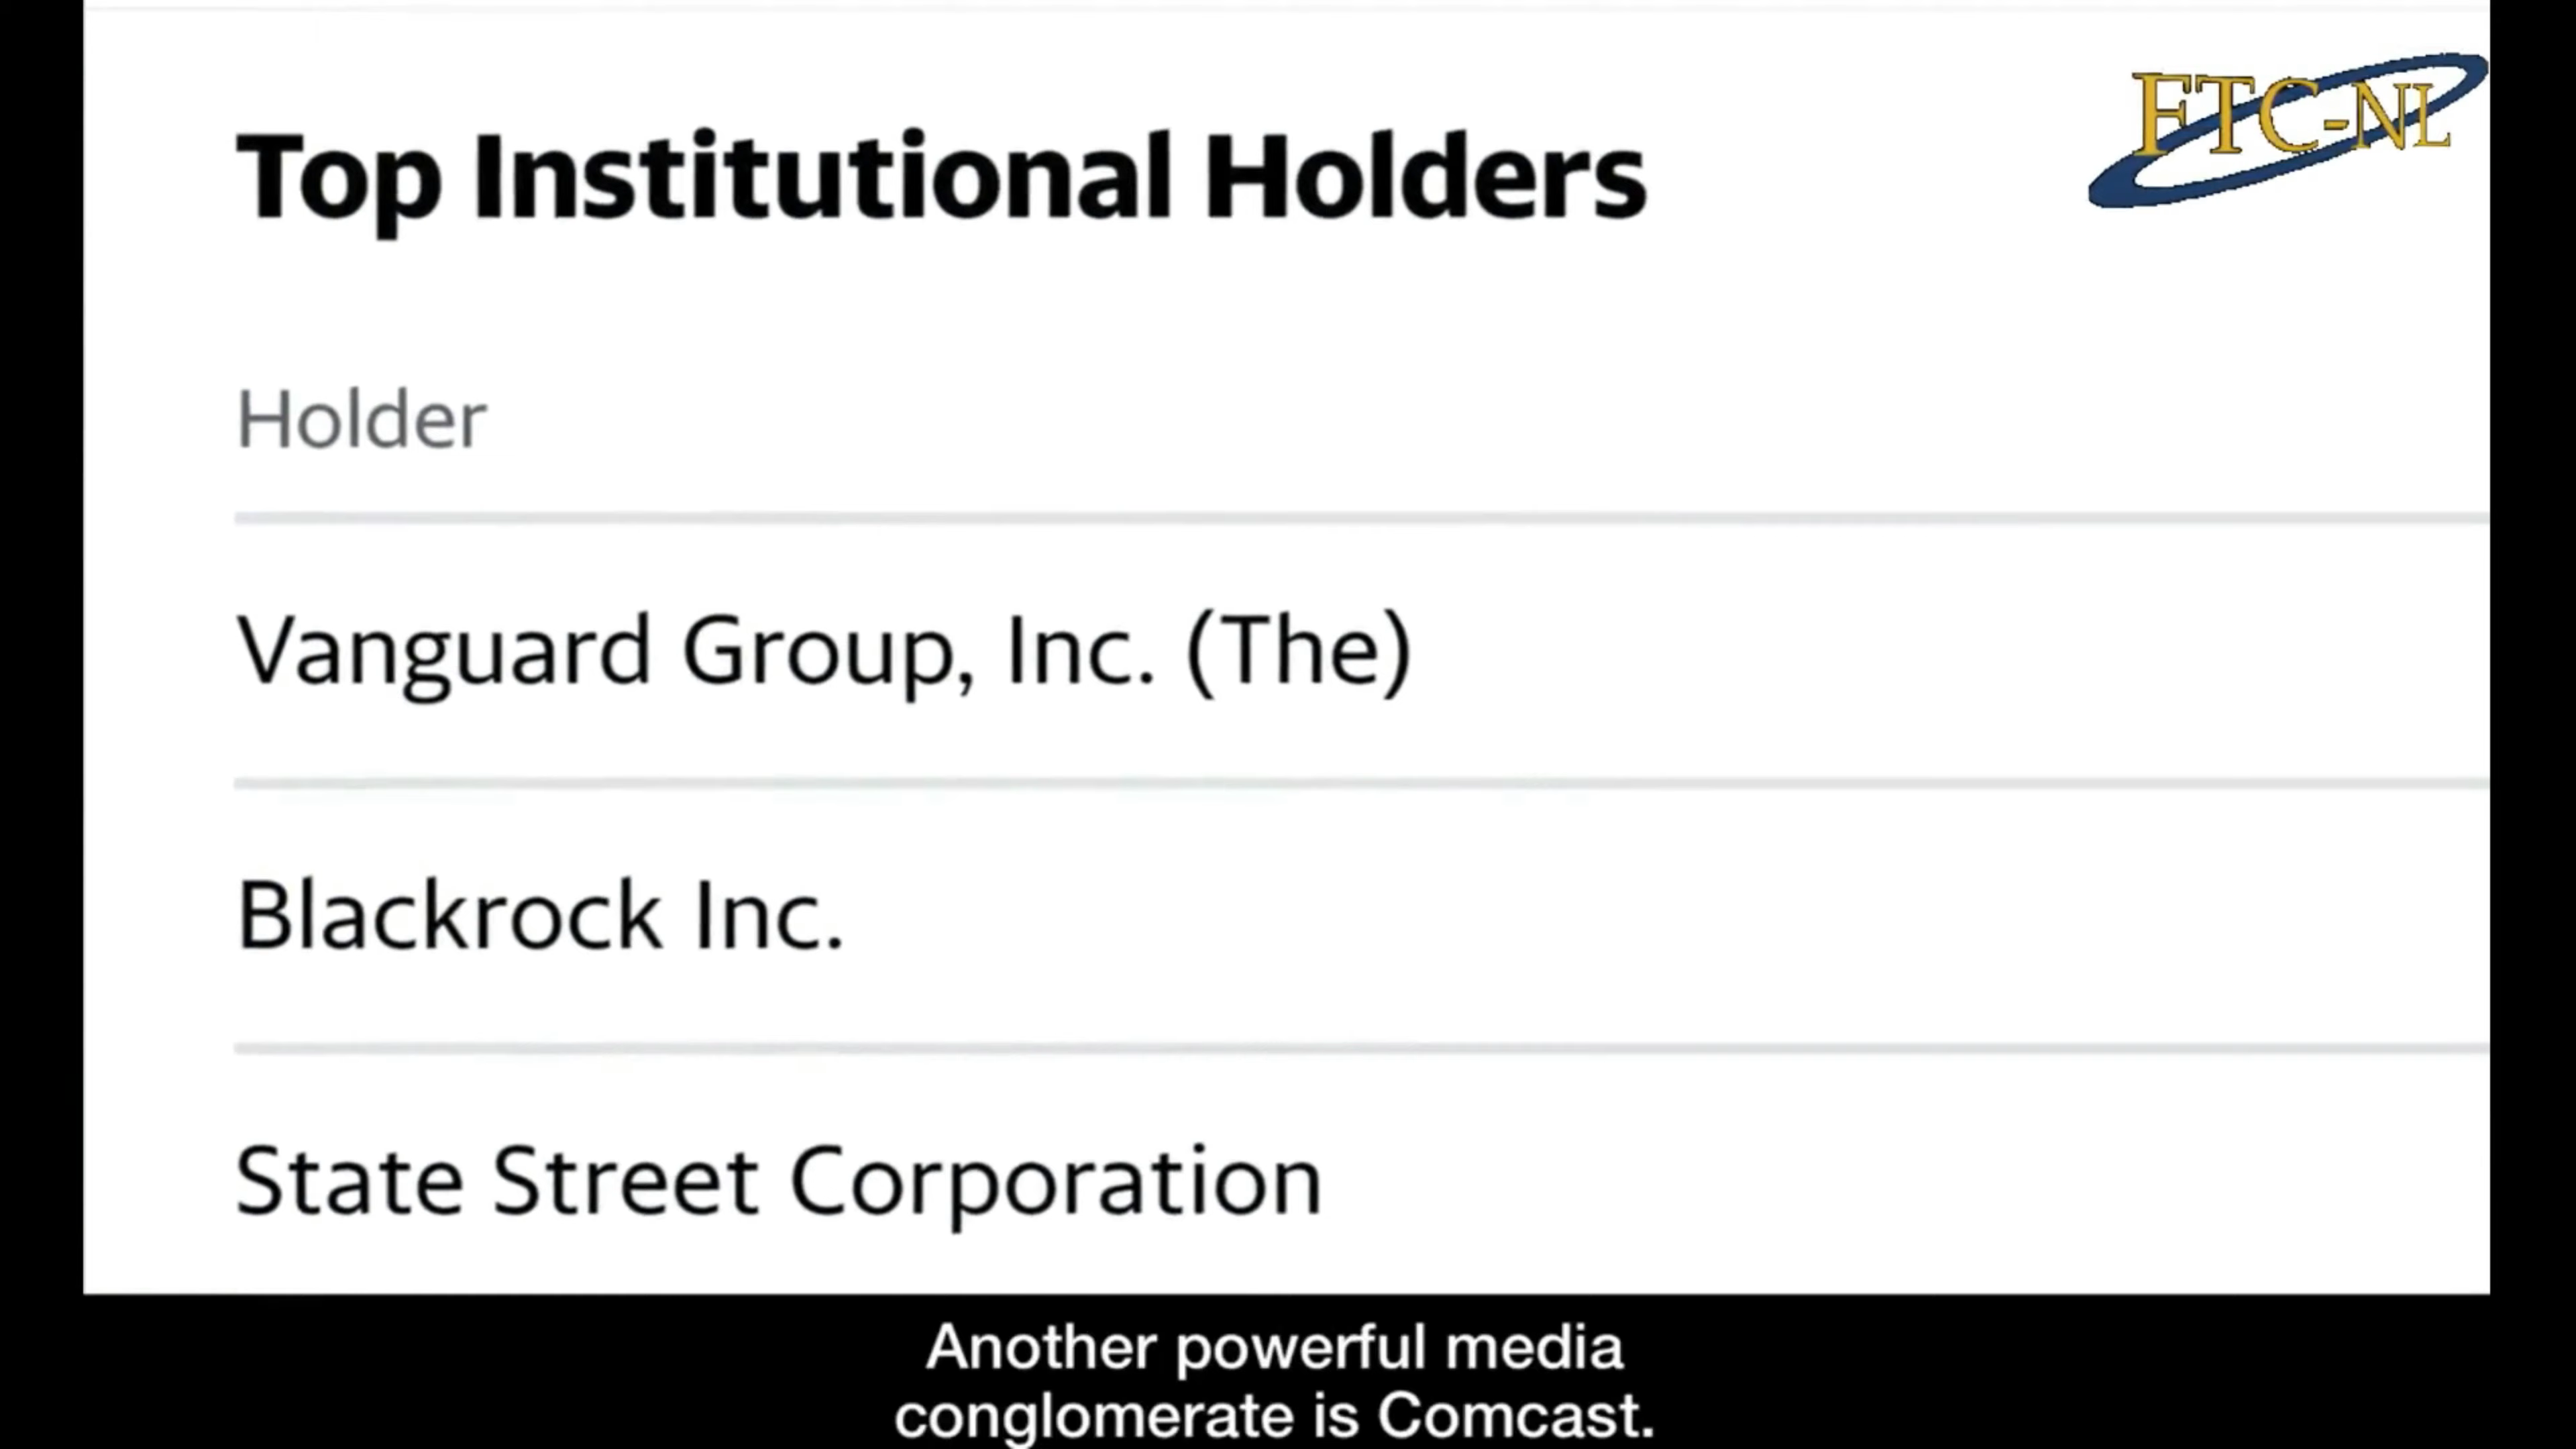 FTC-NL
Top Institutional Holders
Holder
Vanguard Group, Inc. (The)
Blackrock Inc.
State Street Corporation
Another powerful media
conglomerate is Comcast.